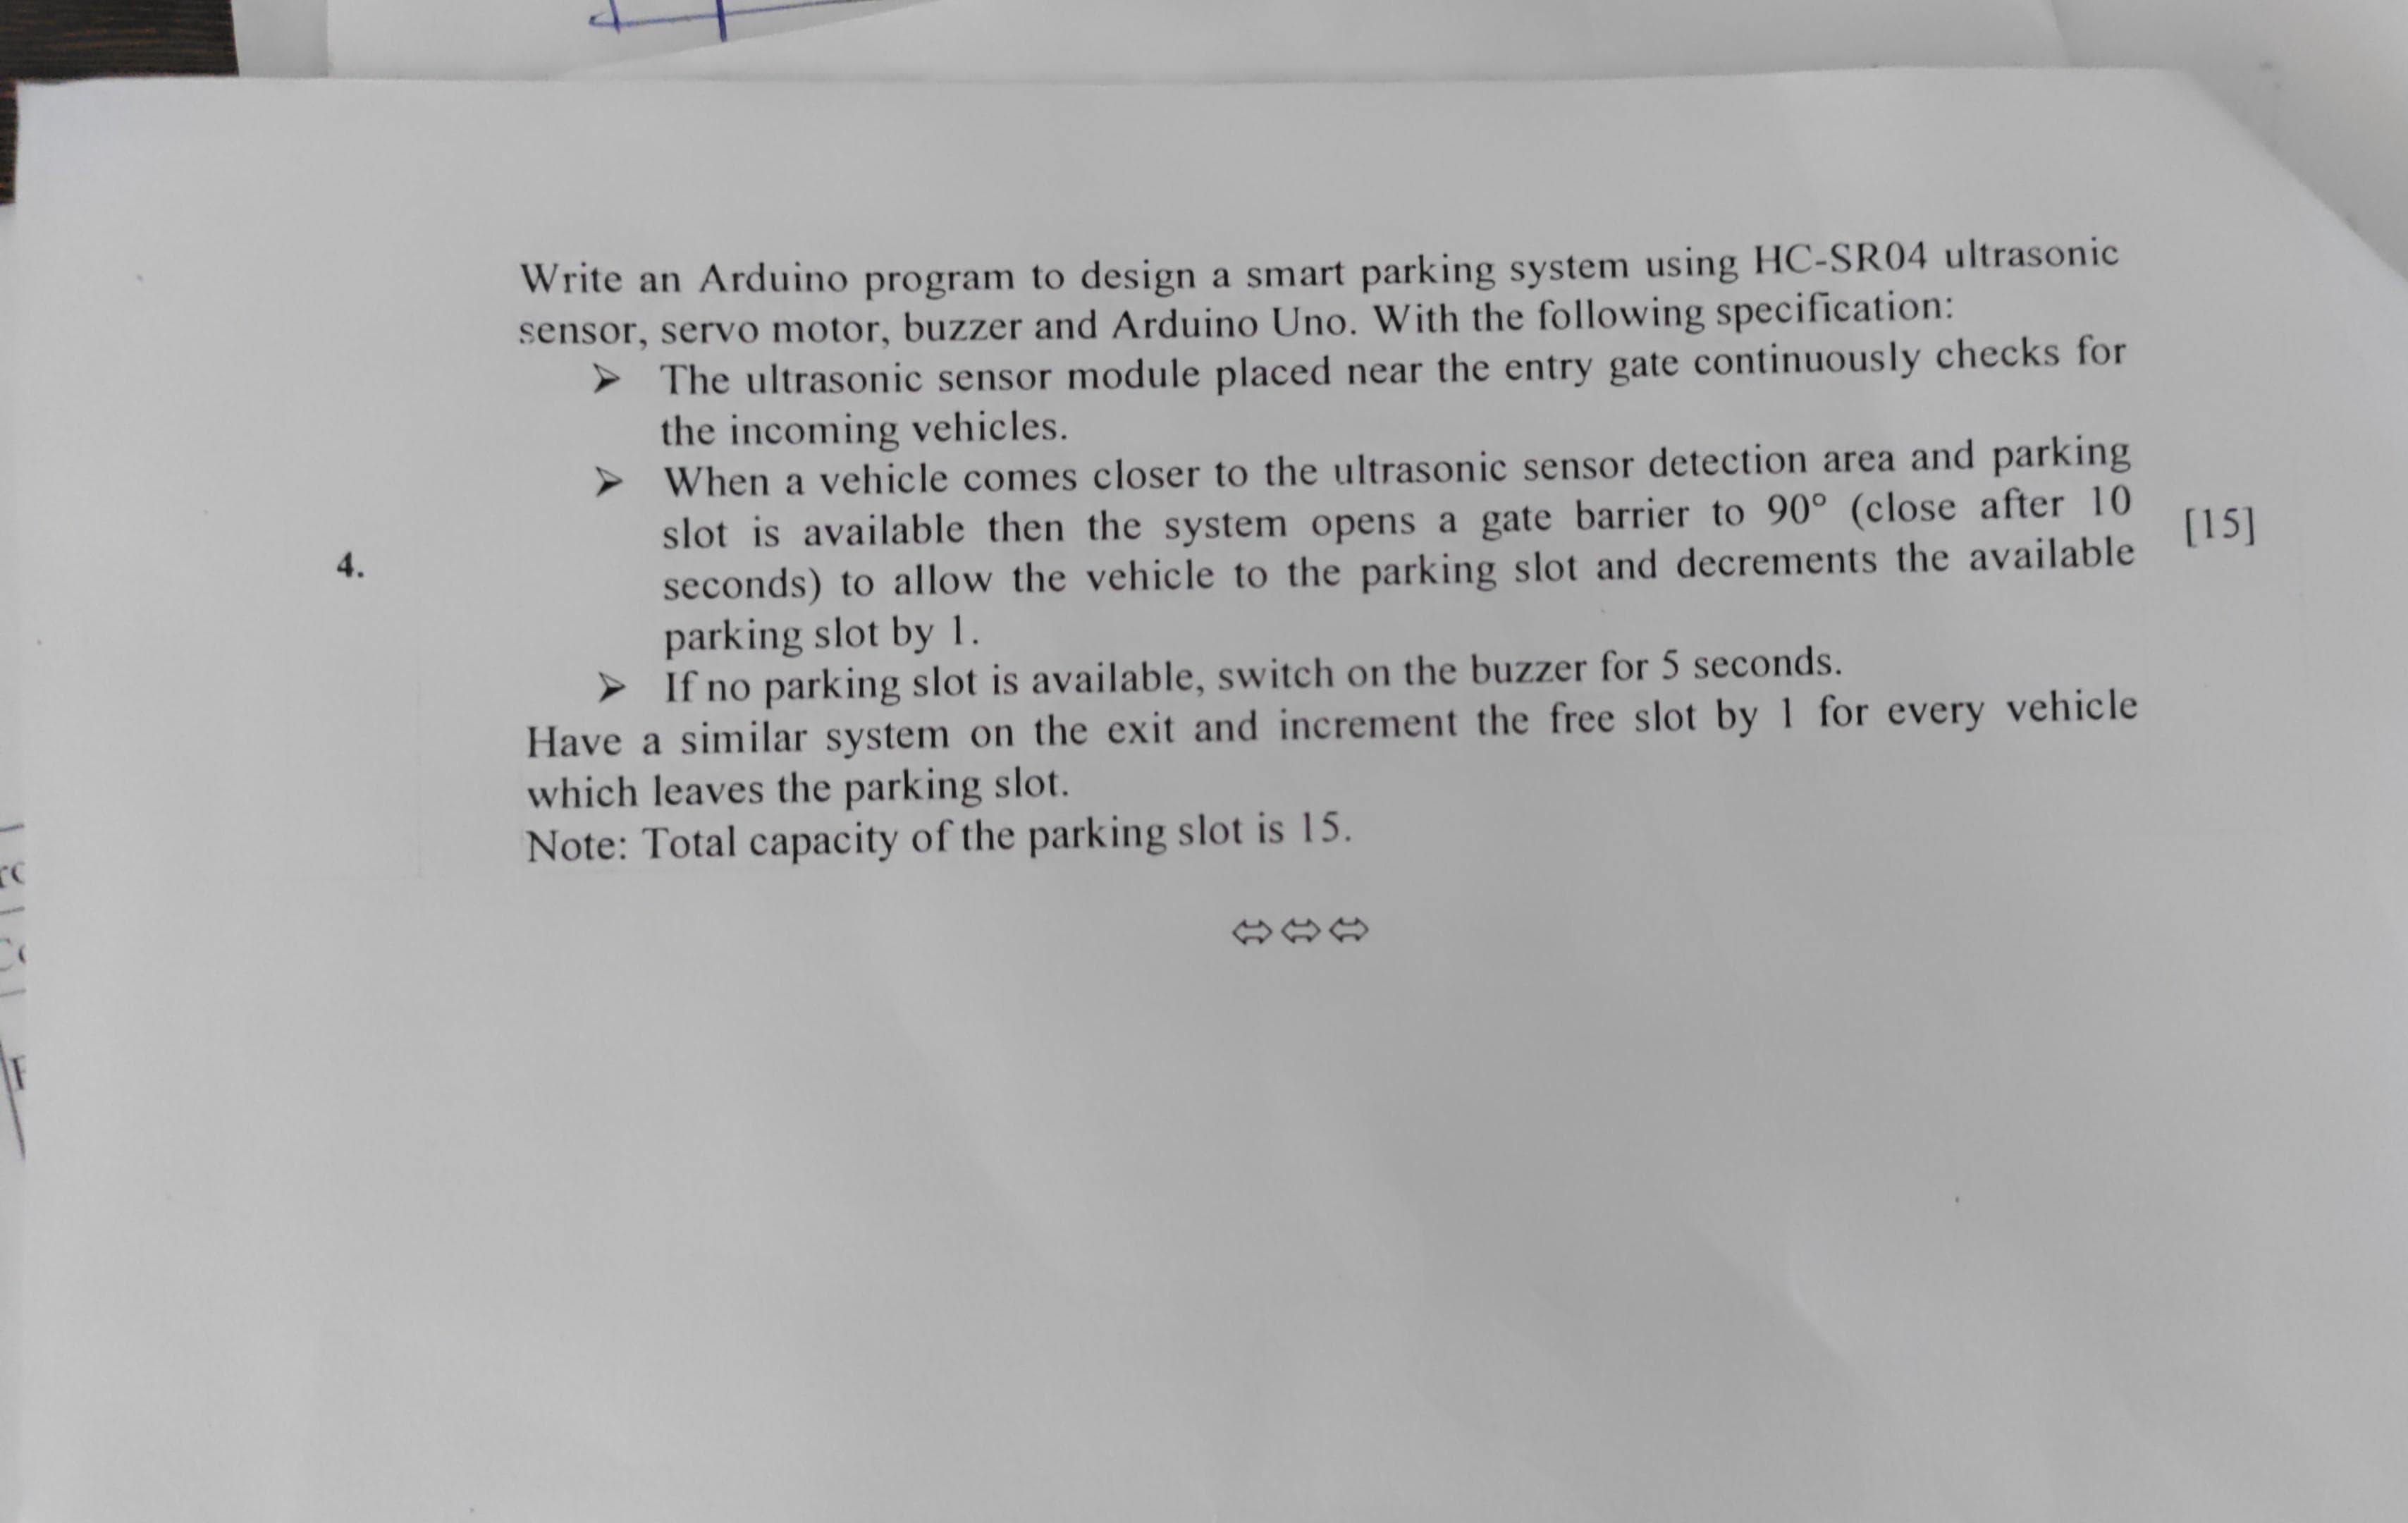 Write an Arduino program to design a smart parking system using HC-SR04 ultrasonic
sensor, servo motor, buzzer and Arduino Uno. With the following specification:
➤ The ultrasonic sensor module placed near the entry gate continuously checks for
the incoming vehicles.
➤ When a vehicle comes closer to the ultrasonic sensor detection area and parking
slot is available then the system opens a gate barrier to 90° (close after 10
[15]
4.
seconds) to allow the vehicle to the parking slot and decrements the available
parking slot by 1.
➤ If no parking slot is available, switch on the buzzer for 5 seconds.
Have a similar system on the exit and increment the free slot by 1 for every vehicle
which leaves the parking slot.
Note: Total capacity of the parking slot is 15.
⇔⇔⇔